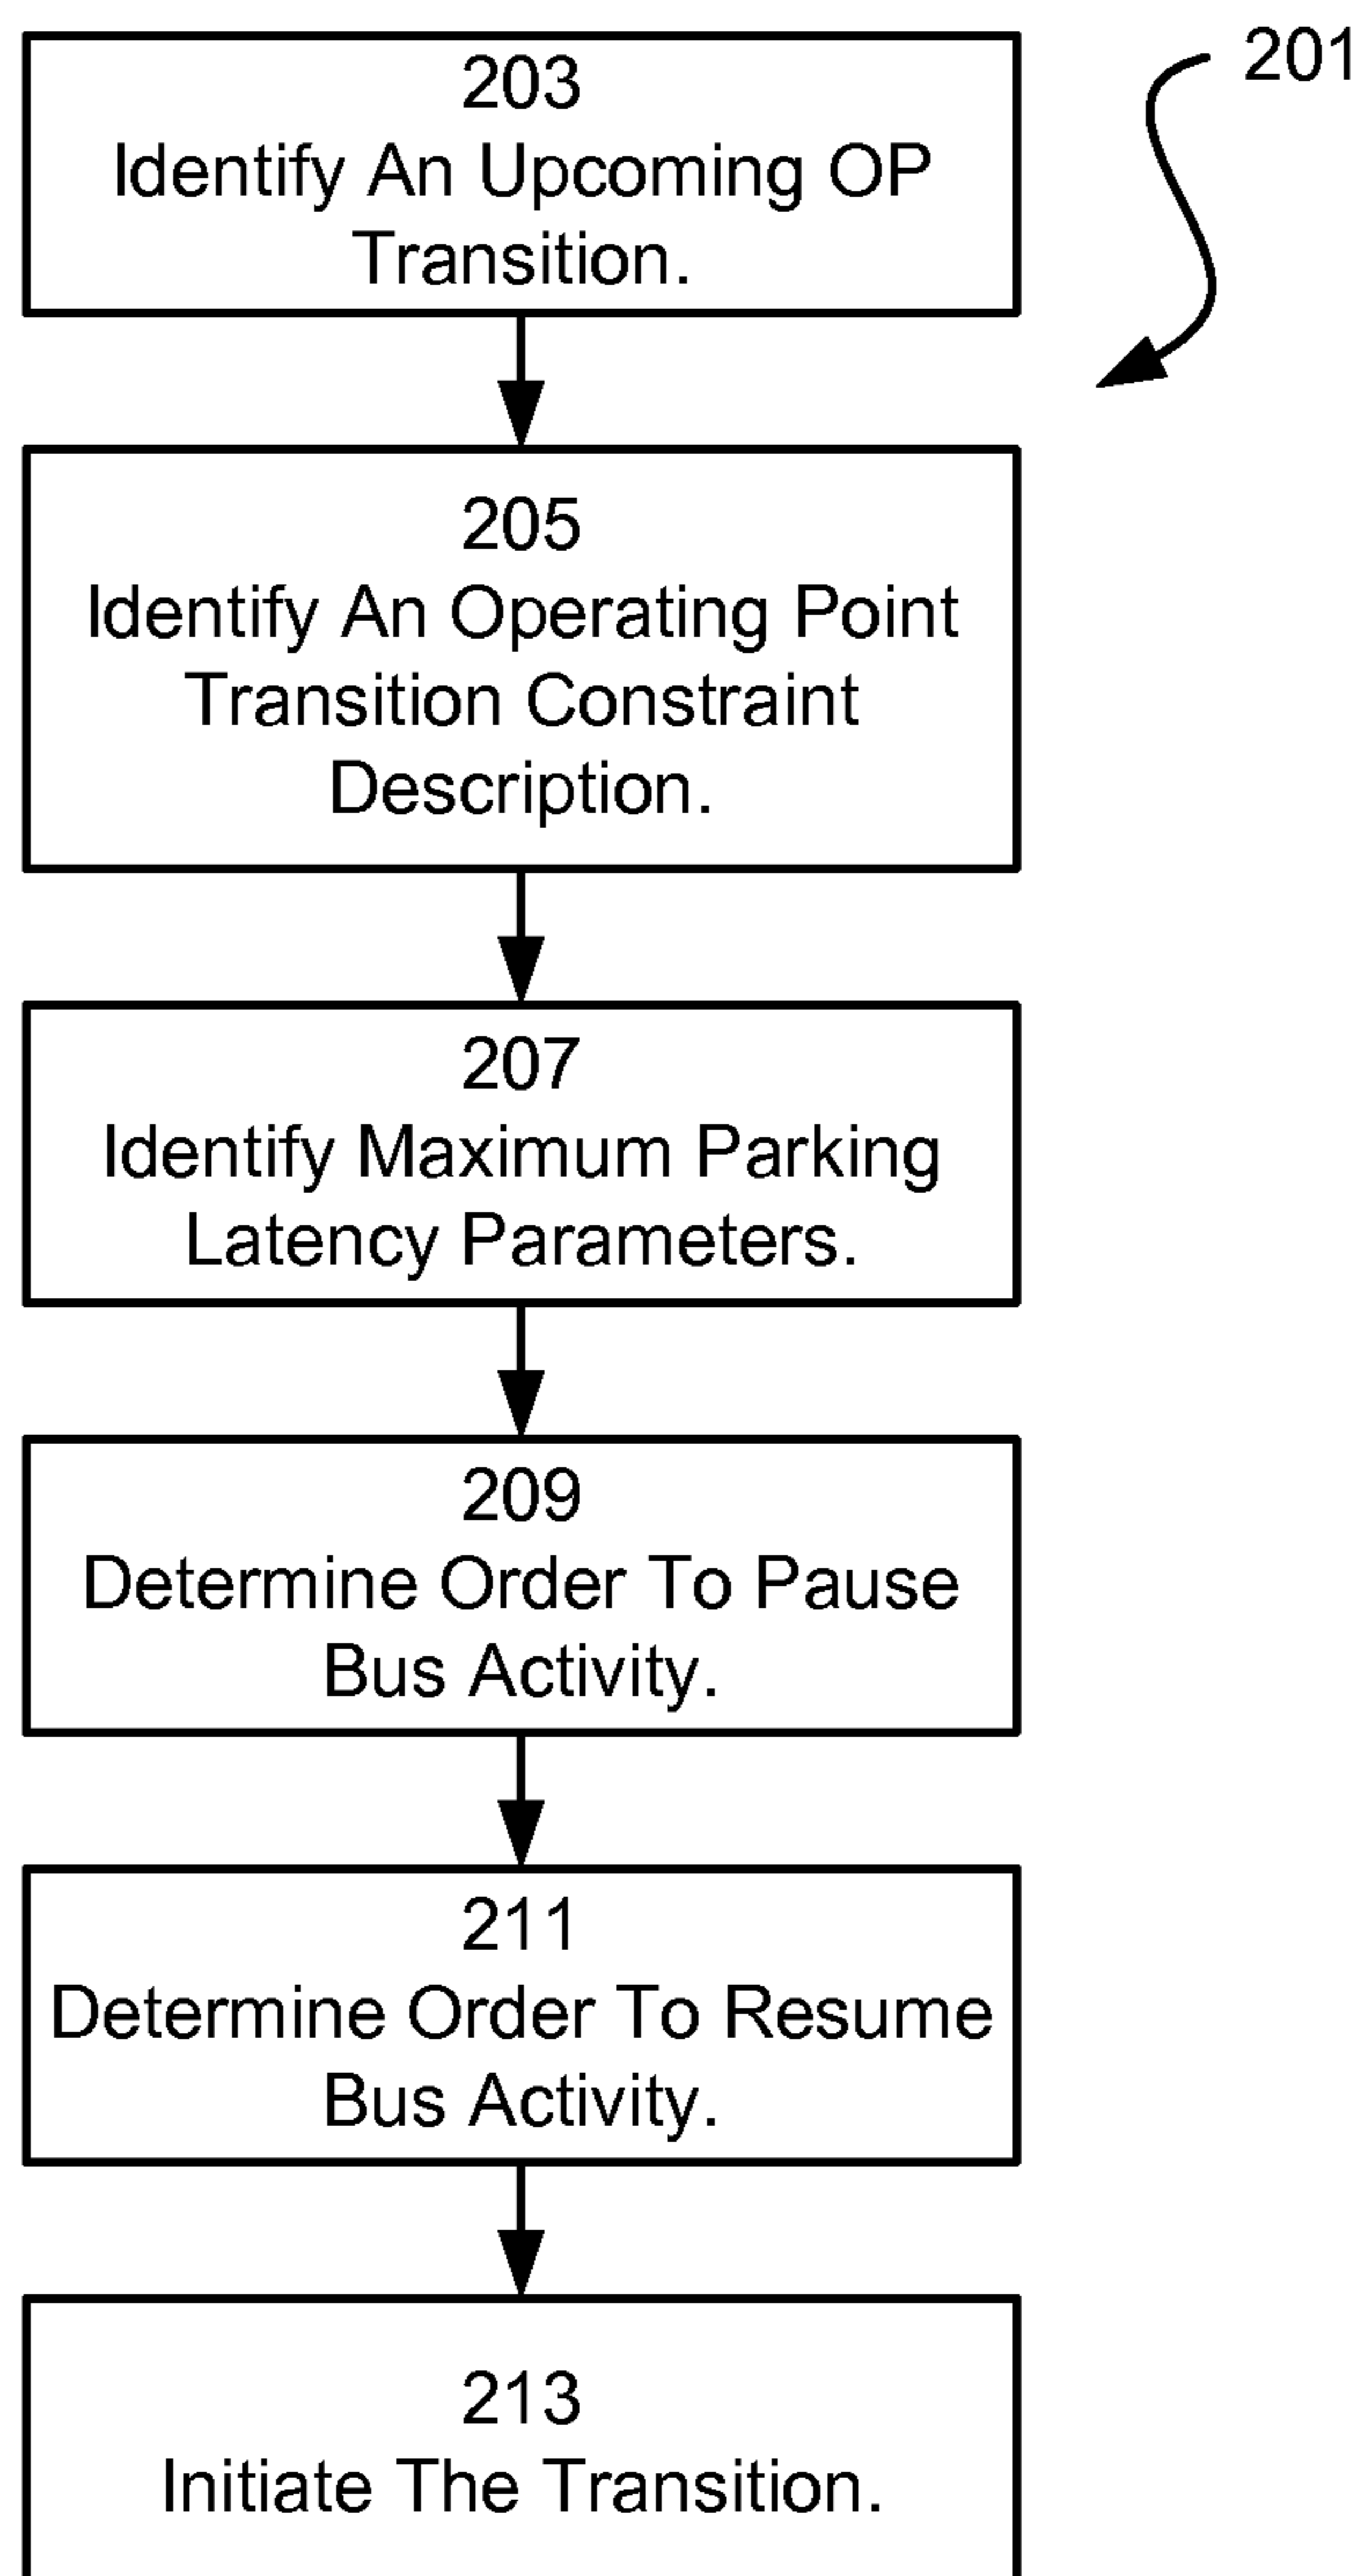 201
203
Identify An Upcoming OP
Transition.
205
Identify An Operating Point
Transition Constraint
Description.
207
Identify Maximum Parking
Latency Parameters.
209
Determine Order To Pause
Bus Activity.
211
Determine Order To Resume
Bus Activity.
213
Initiate The Transition.